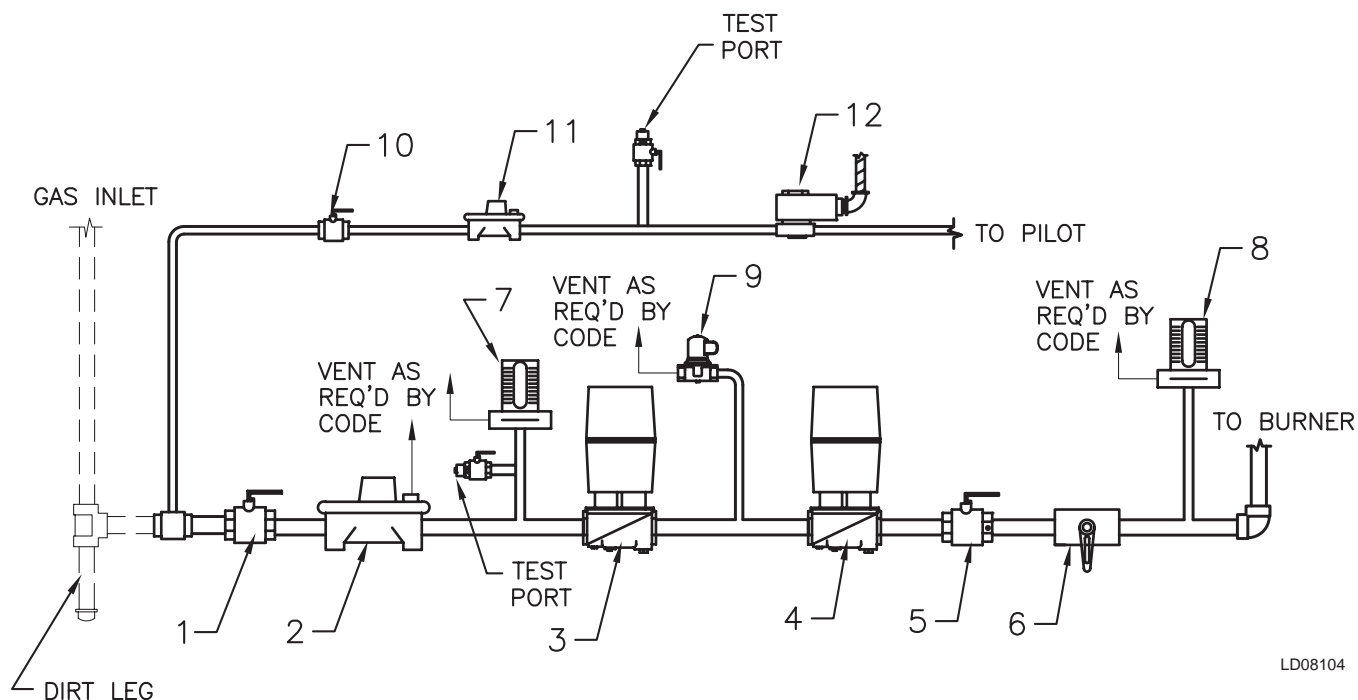 TEST
PORT
12
11
10
GAS INLET
TO PILOT
8
VENT AS
REQ'D BY
CODE
9
VENT AS
REQ'D BY
CODE
7
VENT AS
REQ'D BY
CODE
TO BURNER
TEST
PORT
1
2
3
4
5
6
LD08104
DIRT LEG